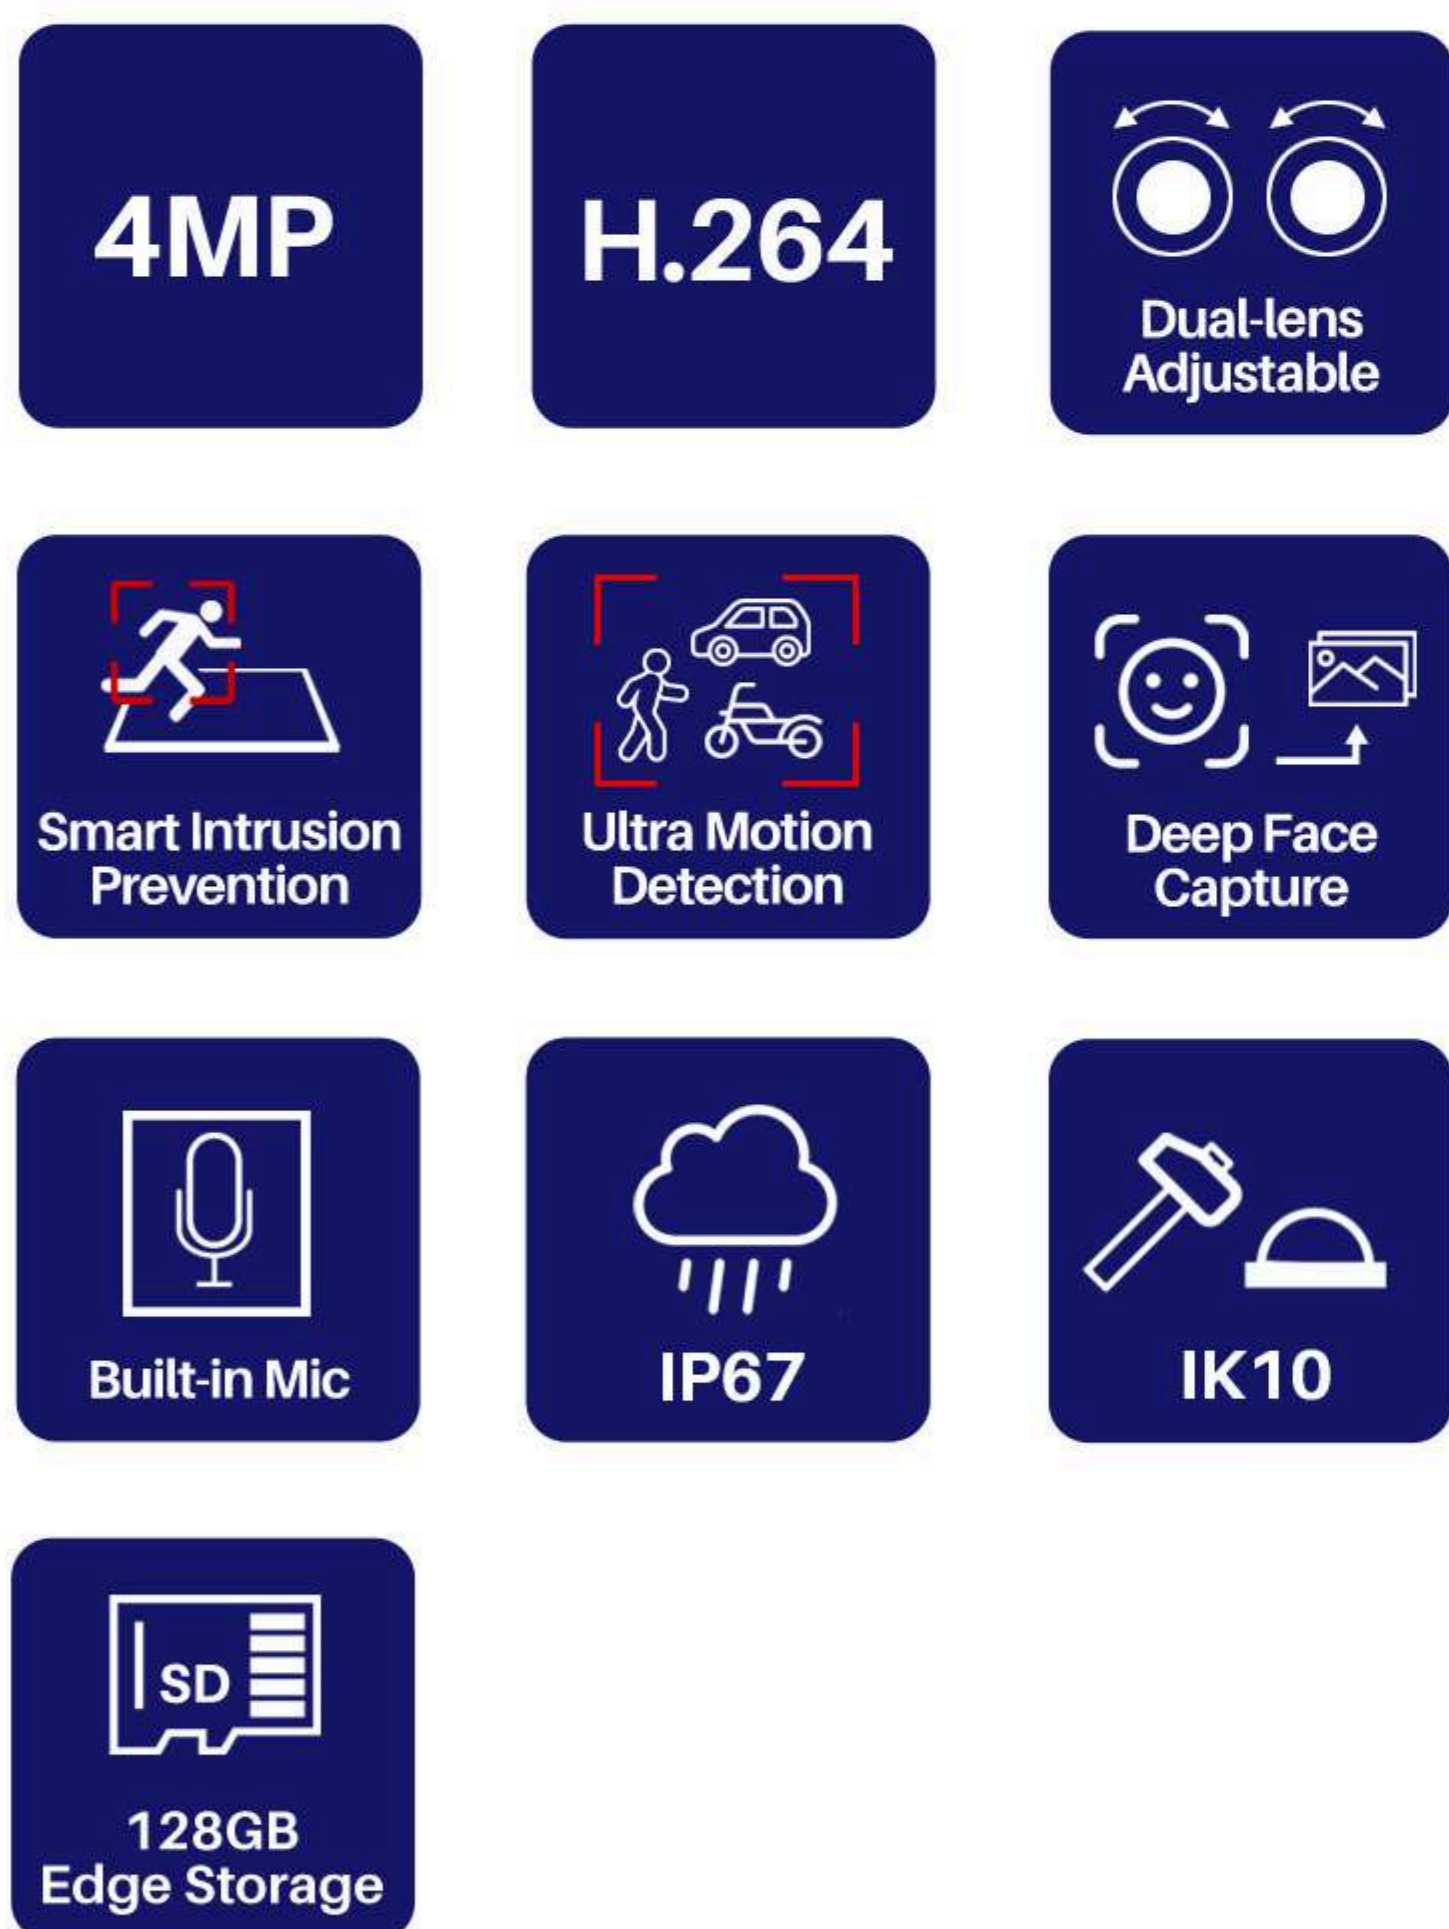 4MP
H.264
Dual-lens
Adjustable
Smart Intrusion
Prevention
Ultra Motion
Detection
Deep Face
Capture
Built-in Mic
IP67
IK10
SD
128GB
Edge Storage